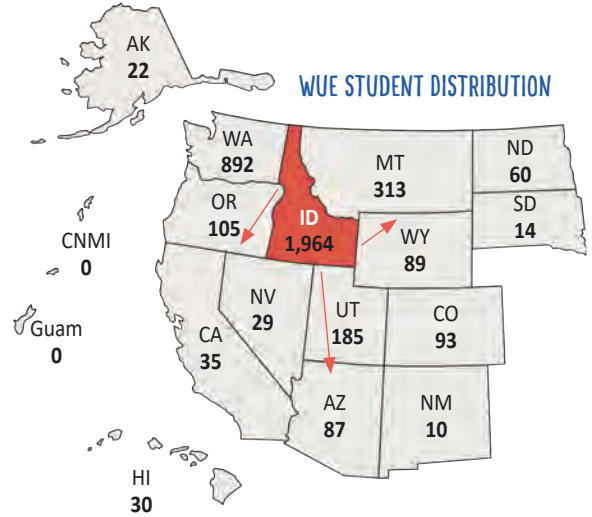 AK
22
WUE STUDENT DISTRIBUTION
WA
892
MT
313
ND
60
OR
105
ID
1,964
SD
14
WY
89
CNMI
0
NV
29
UT
185
CO
93
Guam
0
CA
35
AZ
87
NM
10
HI
30